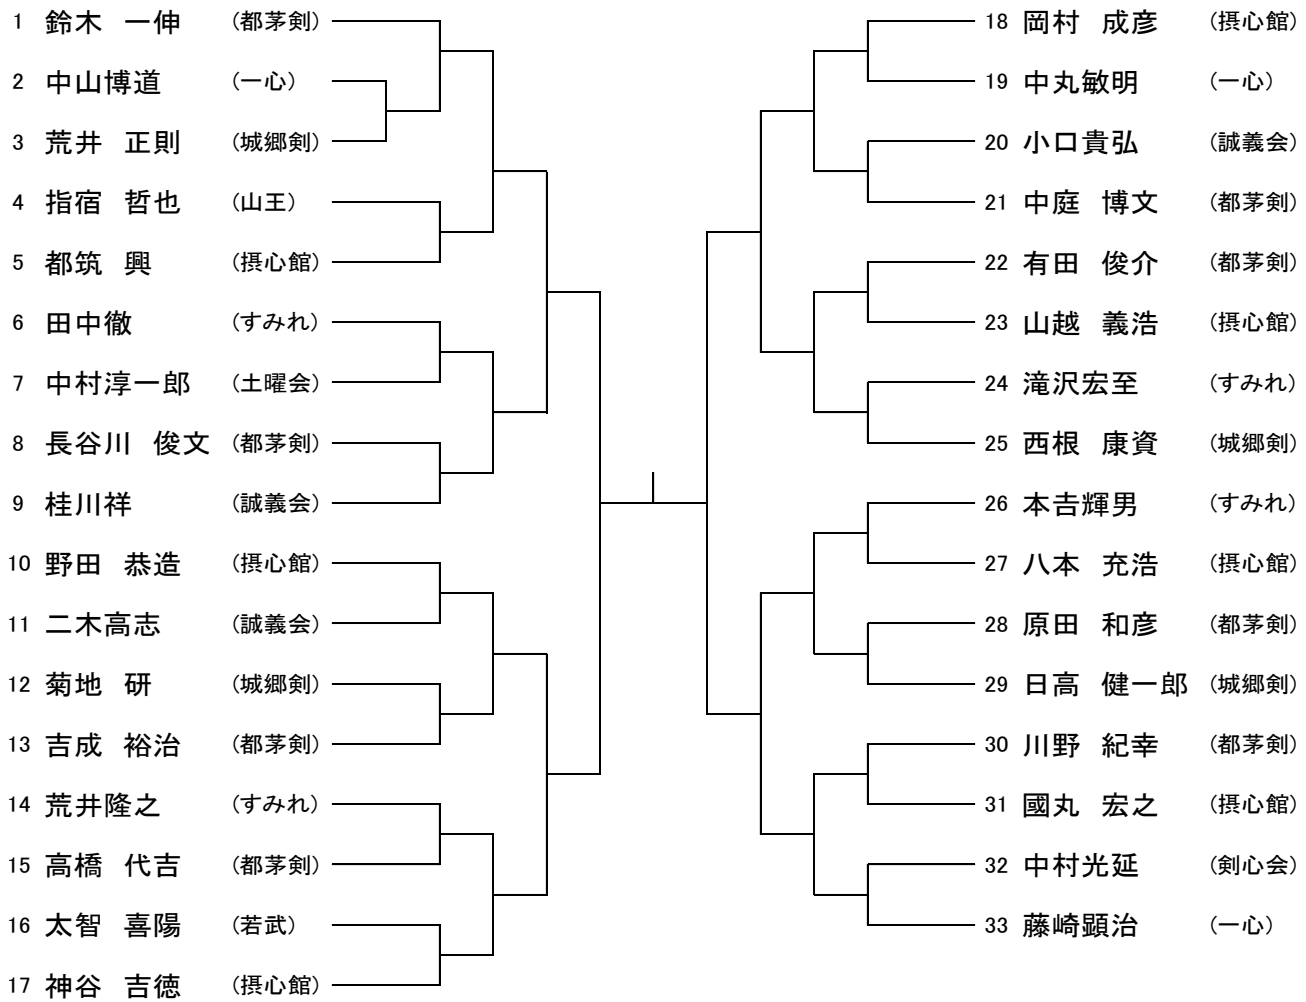 1 鈴木 一伸 (都茅剣)
2 中山博道 (一心)
3 荒井 正則 (城郷剣)
4 指宿 哲也 (山王)
5 都筑 興 (摂心館)
6 田中徹 (すみれ)
7 中村淳一郎 (土曜会)
8 長谷川 俊文 (都茅剣)
9 桂川祥 (誠義会)
10 野田 恭造 (摂心館)
11 二木高志 (誠義会)
12 菊地 研 (城郷剣)
13 吉成 裕治 (都茅剣)
14 荒井隆之 (すみれ)
15 高橋 代吉 (都茅剣)
16 太智 喜陽 (若武)
17 神谷 吉徳 (摂心館)
18 岡村 成彦 (摂心館)
19 中丸敏明 (一心)
20 小口貴弘 (誠義会)
21 中庭 博文 (都茅剣)
22 有田 俊介 (都茅剣)
23 山越 義浩 (摂心館)
24 滝沢宏至 (すみれ)
25 西根 康資 (城郷剣)
26 本𠮷輝男 (すみれ)
27 八本 充浩 (摂心館)
28 原田 和彦 (都茅剣)
29 日高 健一郎 (城郷剣)
30 川野 紀幸 (都茅剣)
31 國丸 宏之 (摂心館)
32 中村光延 (剣心会)
33 藤崎顕治 (一心)